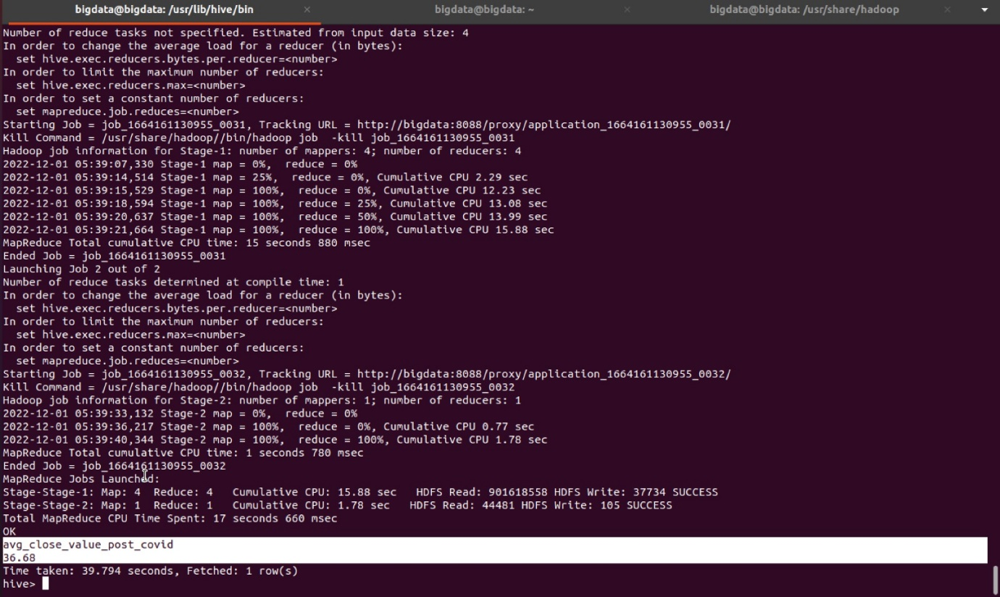 bigdata@bigdata: /usr/lib/hive/bin
bigdata@bigdata: ~
bigdata@bigdata: /usr/share/hadoop
Number of reduce tasks not specified. Estimated from input data size: 4
In order to change the average load for a reducer (in bytes):
  set hive.exec.reducers.bytes.per.reducer=<number>
In order to limit the maximum number of reducers:
  set hive.exec.reducers.max=<number>
In order to set a constant number of reducers:
  set mapreduce.job.reduces=<number>
Starting Job = job_1664161130955_0031, Tracking URL = http://bigdata:8088/proxy/application_1664161130955_0031/
Kill Command = /usr/share/hadoop//bin/hadoop job  -kill job_1664161130955_0031
Hadoop job information for Stage-1: number of mappers: 4; number of reducers: 4
2022-12-01 05:39:07,330 Stage-1 map = 0%,  reduce = 0%
2022-12-01 05:39:14,514 Stage-1 map = 25%,  reduce = 0%, Cumulative CPU 2.29 sec
2022-12-01 05:39:15,529 Stage-1 map = 100%,  reduce = 0%, Cumulative CPU 12.23 sec
2022-12-01 05:39:18,594 Stage-1 map = 100%,  reduce = 25%, Cumulative CPU 13.08 sec
2022-12-01 05:39:20,637 Stage-1 map = 100%,  reduce = 50%, Cumulative CPU 13.99 sec
2022-12-01 05:39:21,664 Stage-1 map = 100%,  reduce = 100%, Cumulative CPU 15.88 sec
MapReduce Total cumulative CPU time: 15 seconds 880 msec
Ended Job = job_1664161130955_0031
Launching Job 2 out of 2
Number of reduce tasks determined at compile time: 1
In order to change the average load for a reducer (in bytes):
  set hive.exec.reducers.bytes.per.reducer=<number>
In order to limit the maximum number of reducers:
  set hive.exec.reducers.max=<number>
In order to set a constant number of reducers:
  set mapreduce.job.reduces=<number>
Starting Job = job_1664161130955_0032, Tracking URL = http://bigdata:8088/proxy/application_1664161130955_0032/
Kill Command = /usr/share/hadoop//bin/hadoop job  -kill job_1664161130955_0032
Hadoop job information for Stage-2: number of mappers: 1; number of reducers: 1
2022-12-01 05:39:33,132 Stage-2 map = 0%,  reduce = 0%
2022-12-01 05:39:36,217 Stage-2 map = 100%,  reduce = 0%, Cumulative CPU 0.77 sec
2022-12-01 05:39:40,344 Stage-2 map = 100%,  reduce = 100%, Cumulative CPU 1.78 sec
MapReduce Total cumulative CPU time: 1 seconds 780 msec
Ended Job = job_1664161130955_0032
MapReduce Jobs Launched:
Stage-Stage-1: Map: 4  Reduce: 4   Cumulative CPU: 15.88 sec   HDFS Read: 901618558 HDFS Write: 37734 SUCCESS
Stage-Stage-2: Map: 1  Reduce: 1   Cumulative CPU: 1.78 sec   HDFS Read: 44481 HDFS Write: 105 SUCCESS
Total MapReduce CPU Time Spent: 17 seconds 660 msec
OK
avg_close_value_post_covid
36.68
Time taken: 39.794 seconds, Fetched: 1 row(s)
hive>